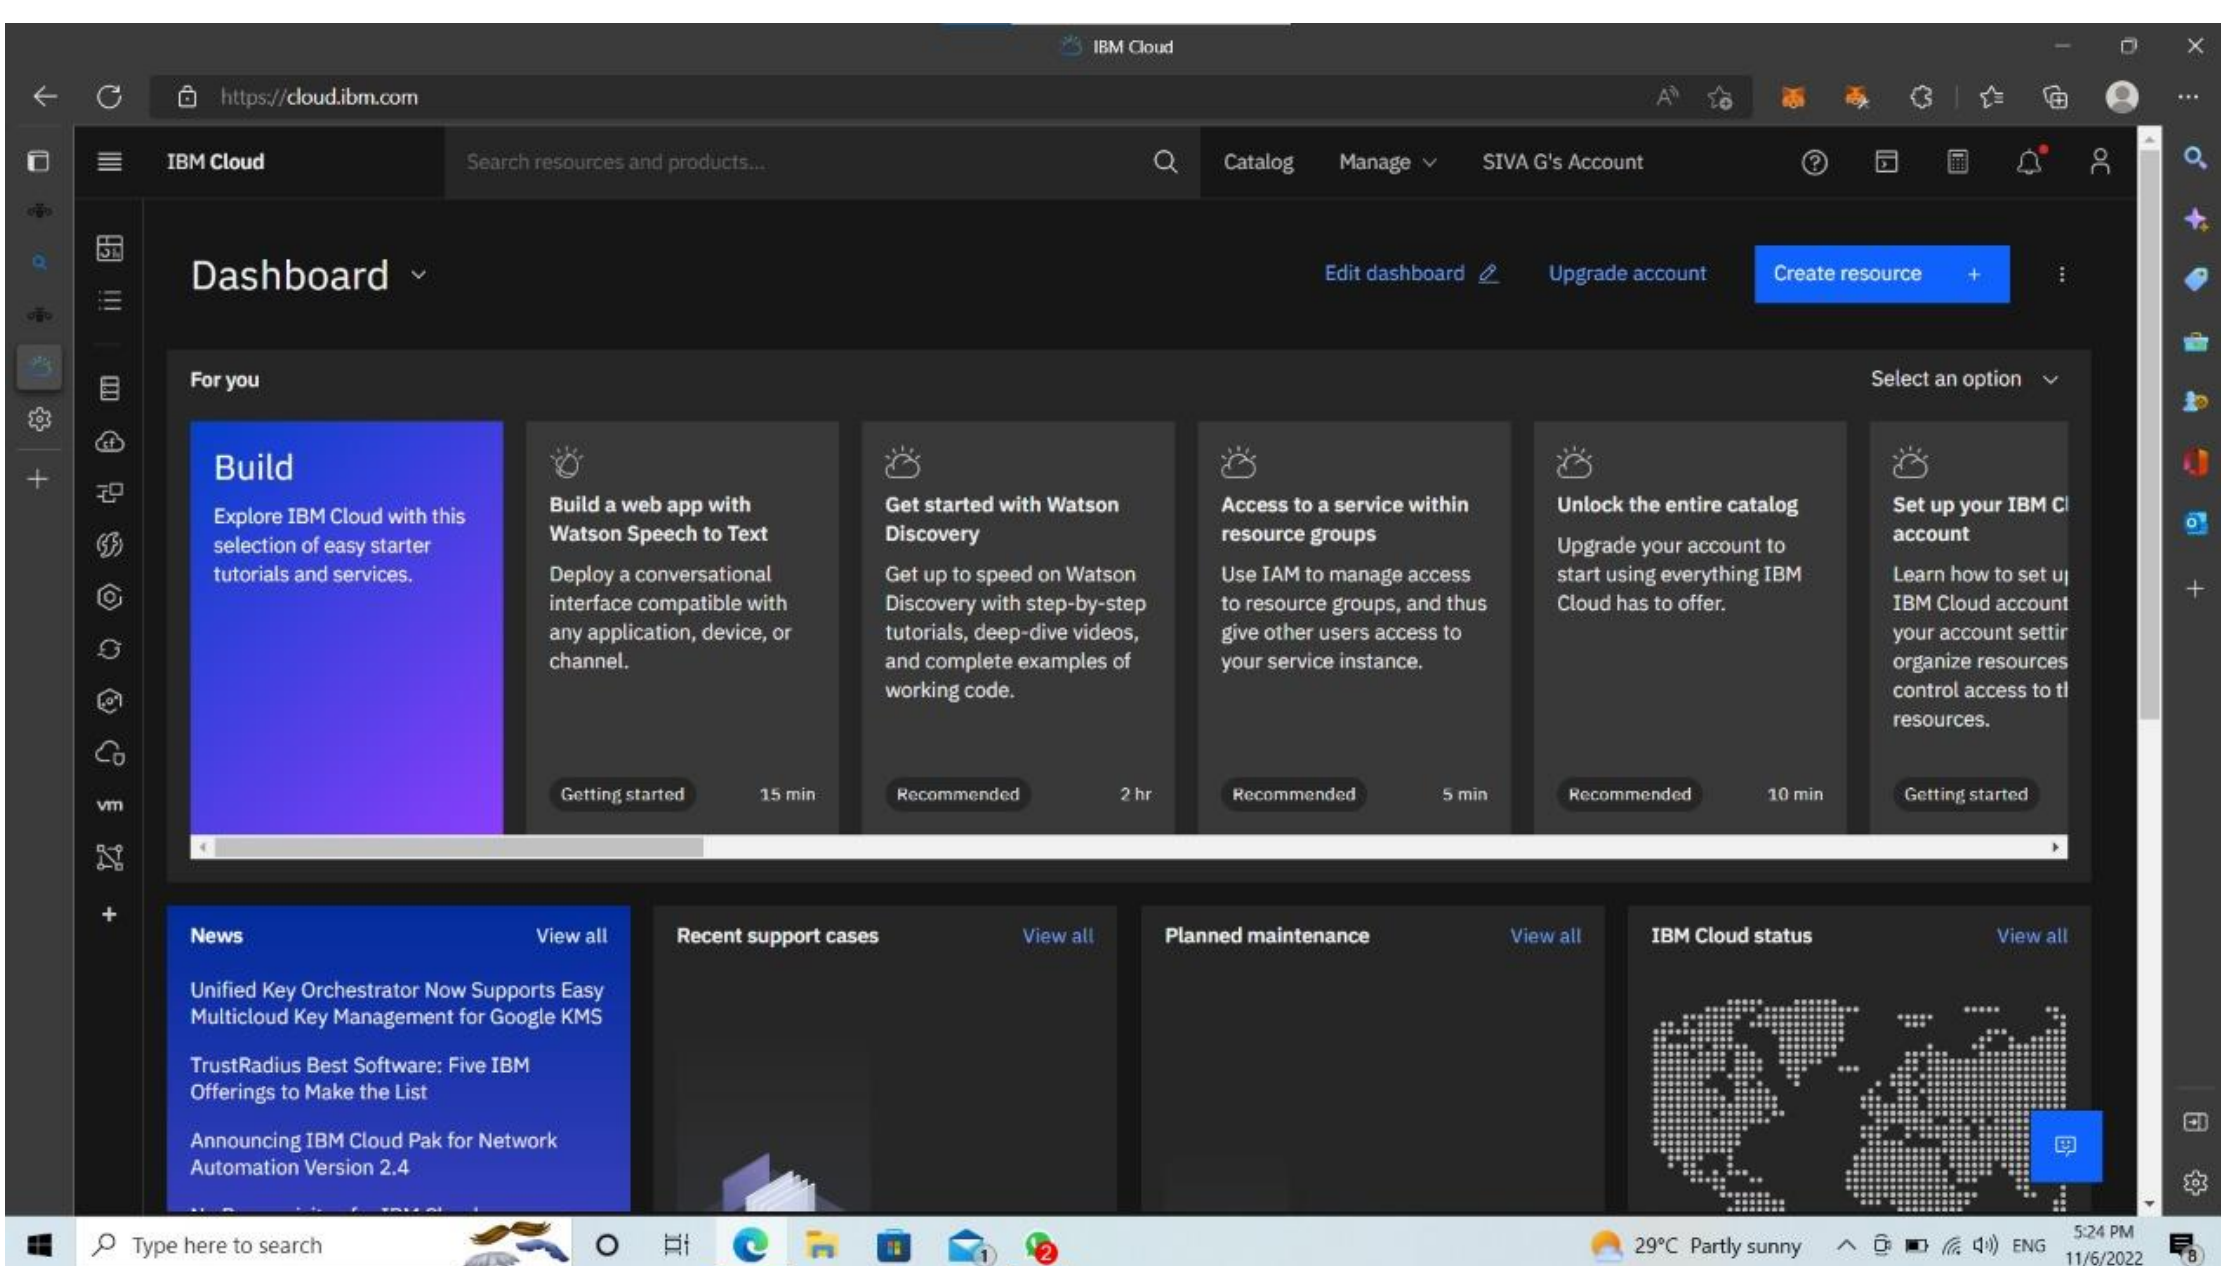 IBM Cloud
https://cloud.ibm.com
IBM Cloud
Search resources and products...
Catalog
Manage
SIVA G's Account
Dashboard
Edit dashboard
Upgrade account
Create resource +
For you
Select an option
Build
Explore IBM Cloud with this
selection of easy starter
tutorials and services.
Build a web app with
Watson Speech to Text
Deploy a conversational
interface compatible with
any application, device, or
channel.
Getting started
15 min
Get started with Watson
Discovery
Get up to speed on Watson
Discovery with step-by-step
tutorials, deep-dive videos,
and complete examples of
working code.
Recommended
2 hr
Access to a service within
resource groups
Use IAM to manage access
to resource groups, and thus
give other users access to
your service instance.
Recommended
5 min
Unlock the entire catalog
Upgrade your account to
start using everything IBM
Cloud has to offer.
Recommended
10 min
Set up your IBM Cl
account
Learn how to set up
IBM Cloud account
your account settin
organize resources
control access to th
resources.
Getting started
vm
News
View all
Unified Key Orchestrator Now Supports Easy
Multicloud Key Management for Google KMS
TrustRadius Best Software: Five IBM
Offerings to Make the List
Announcing IBM Cloud Pak for Network
Automation Version 2.4
Recent support cases
View all
Planned maintenance
View all
IBM Cloud status
View all
Type here to search
1
2
29°C Partly sunny
ENG
5:24 PM
11/6/2022
8